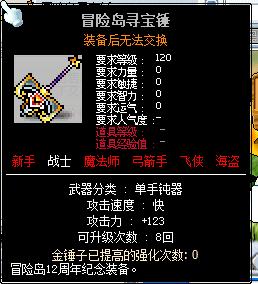 冒险岛寻宝锤
装备后无法交换
要求等级： 120
要求力量： 0
要求敏捷： 0
要求智力： 0
要求运气： 0
要求人气度： -
道具等级： -
道具经验值： -
新手 战士 魔法师 弓箭手 飞侠 海盗
武器分类 : 单手钝器
攻击速度 : 快
攻击力 : +123
可升级次数 : 8回
金锤子已提高的强化次数: 0
冒险岛12周年纪念装备。